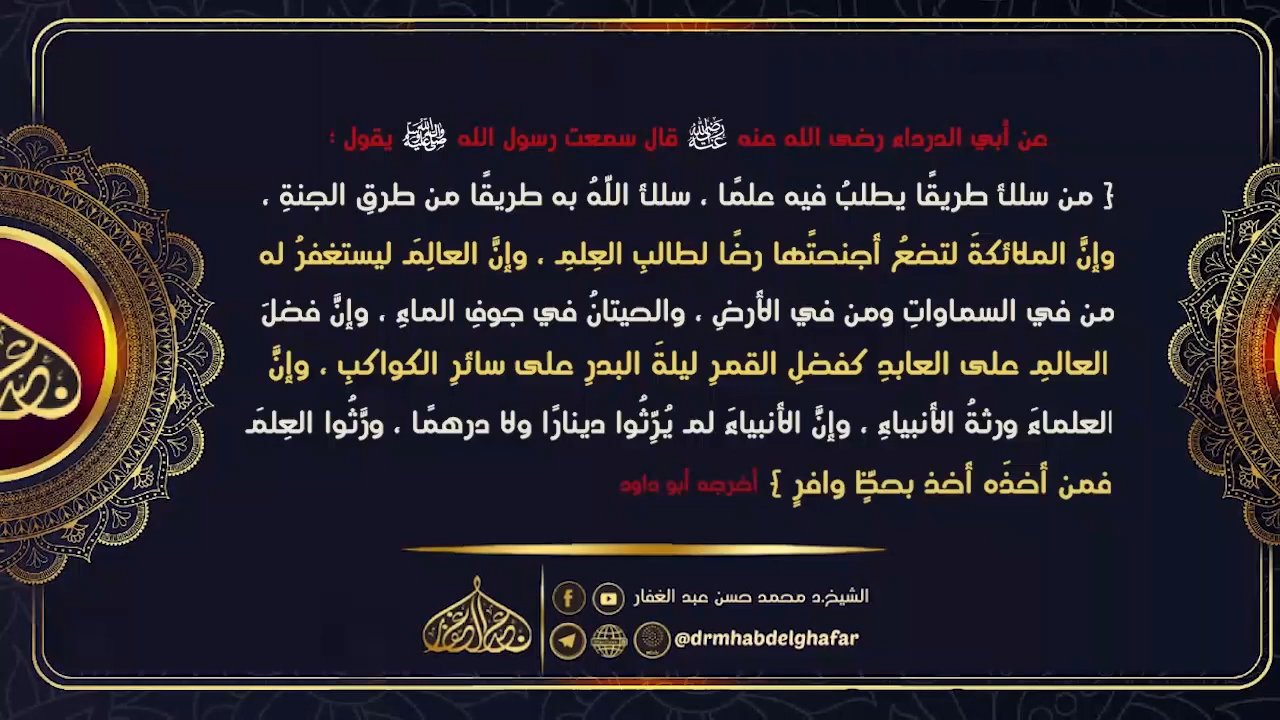 عن أبي الدرداء رضى الله عنه رضي الله عنه قال سمعت رسول الله ﷺ يقول :
{ من سلك طريقًا يطلبُ فيه علمًا ، سلك اللّهُ به طريقًا من طرقِ الجنةِ ،
وإنَّ الملائكةَ لتضعُ أجنحتَها رضًا لطالبِ العِلمِ ، وإنَّ العالِمَ ليستغفرُ له
من في السماواتِ ومن في الأرضِ ، والحيتانُ في جوفِ الماءِ ، وإنَّ فضلَ
العالمِ على العابدِ كفضلِ القمرِ ليلةَ البدرِ على سائرِ الكواكبِ ، وإنَّ
العلماءَ ورثةُ الأنبياءِ ، وإنَّ الأنبياءَ لم يُرِّثُوا دينارًا ولا درهمًا ، ورَّثُوا العِلمَ
فمن أخذَه أخذ بحظٍّ وافرٍ } أخرجه أبو داود
الشيخ.د محمد حسن عبد الغفار
@drmhabdelghafar